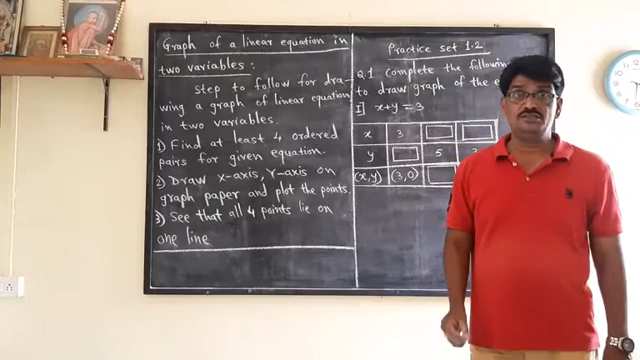 Graph of a linear equation in
two variables:
Step to follow for dra-
wing a graph of linear equation
in two variables.
1) Find at least 4 ordered
pairs for given equation.
2) Draw X-axis, Y-axis on
graph paper and plot the points.
3) See that all 4 points lie on
one line
Practice set 1.2
Q.1 Complete the following
to draw graph of the
I] x+y=3
x 3
y 5
(x,y) (3,0)